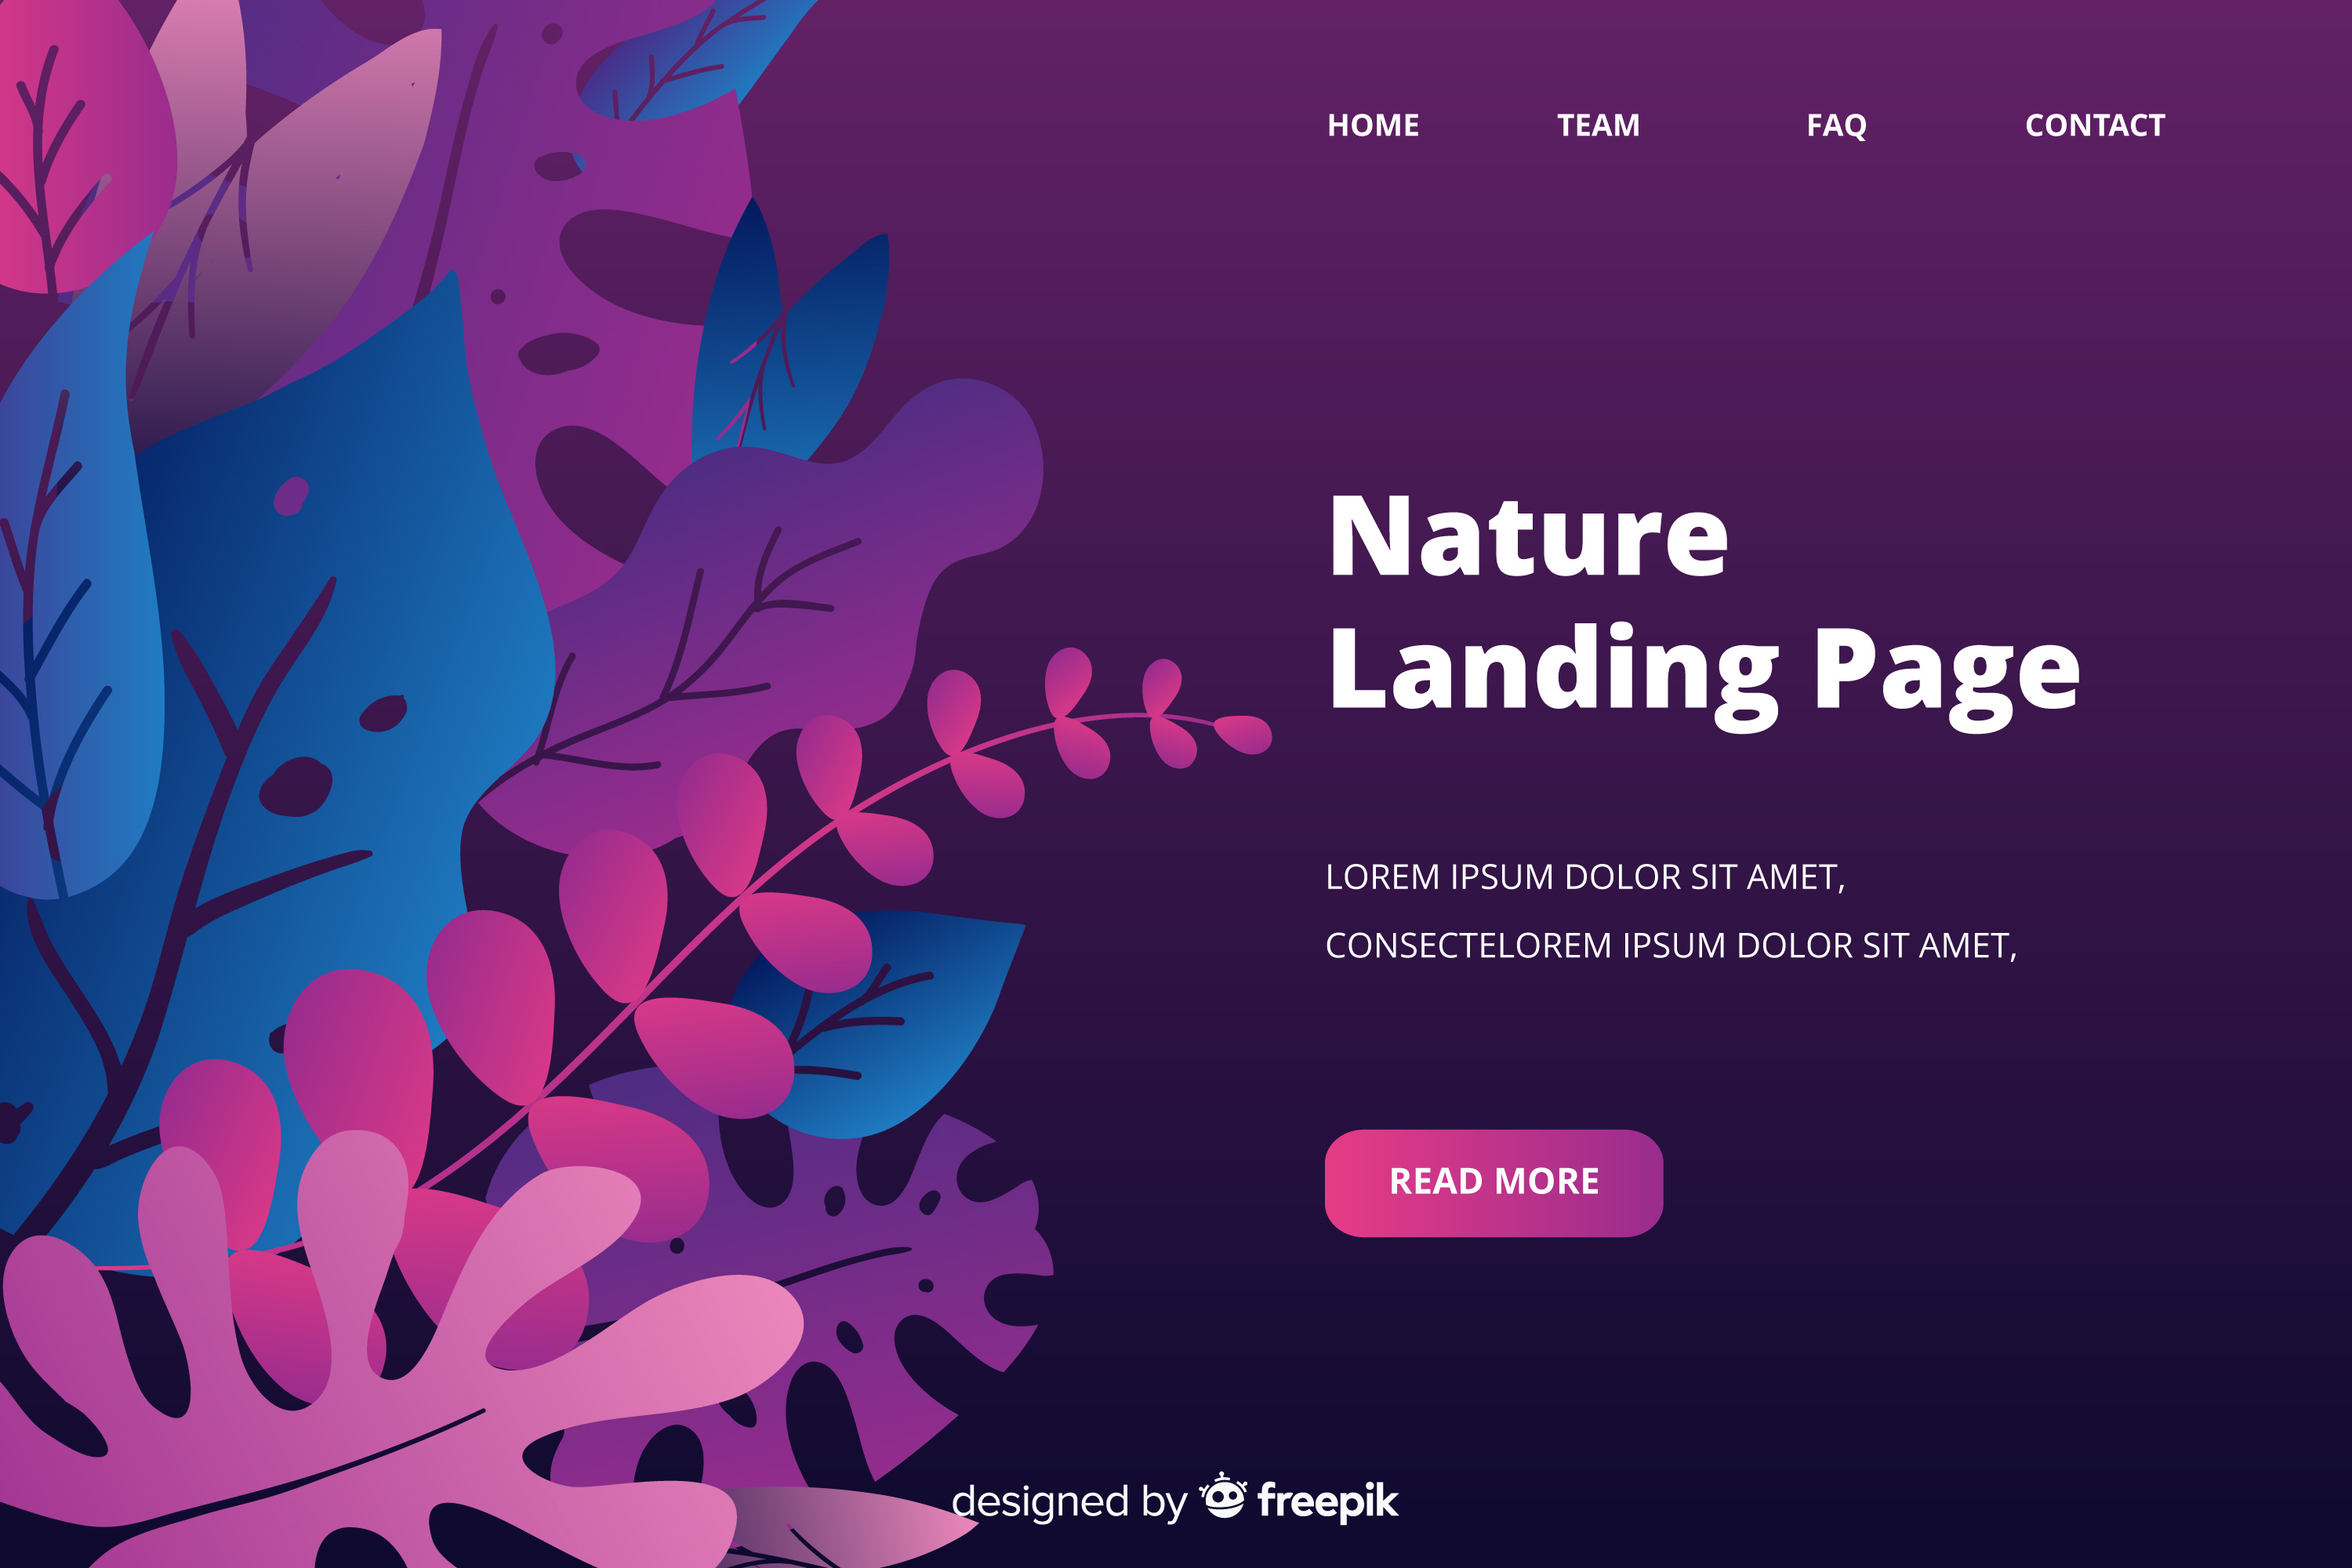 HOME TEAM FAQ CONTACT
Nature
Landing Page
LOREM IPSUM DOLOR SIT AMET,
CONSECTELOREM IPSUM DOLOR SIT AMET,
READ MORE
designed by freepik